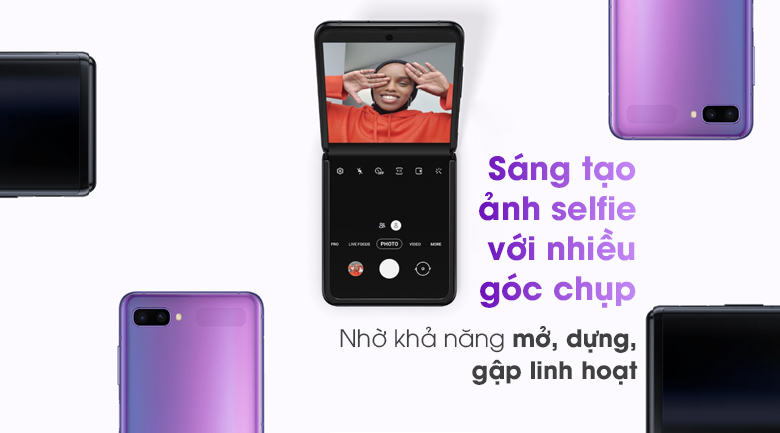 Sáng tạo
ảnh selfie
với nhiều
góc chụp
Nhờ khả năng mở, dựng,
gập linh hoạt
PRO LIVE FOCUS PHOTO VIDEO MORE